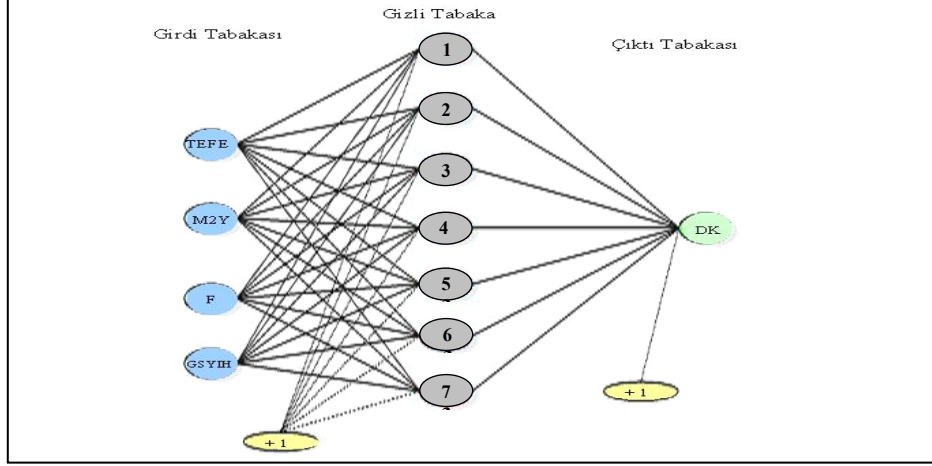 Gizli Tabaka
Girdi Tabakası
Çıktı Tabakası
1
2
3
4
5
6
7
TEFE
M2Y
F
GSYIH
DK
+ 1
+ 1